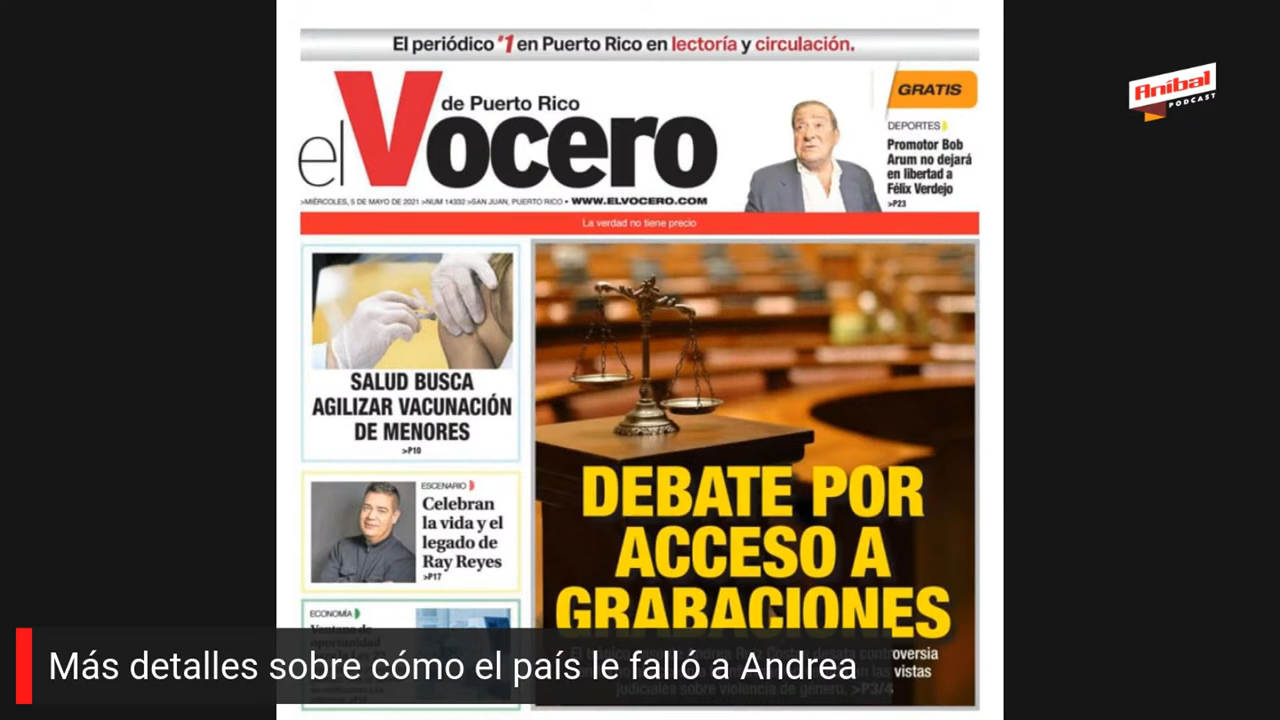 El periódico #1 en Puerto Rico en lectoría y circulación.
el Vocero
de Puerto Rico
>MIÉRCOLES, 5 DE MAYO DE 2021 >NUM 14332 >SAN JUAN, PUERTO RICO • WWW.ELVOCERO.COM
GRATIS
DEPORTES
Promotor Bob
Arum no dejará
en libertad a
Félix Verdejo
>P23
Aníbal
PODCAST
La verdad no tiene precio
SALUD BUSCA
AGILIZAR VACUNACIÓN
DE MENORES
>P10
ESCENARIO
Celebran
la vida y el
legado de
Ray Reyes
>P17
ECONOMÍA
DEBATE POR
ACCESO A
GRABACIONES
vistas
judiciales sobre violencia de género. >P3/4
Más detalles sobre cómo el país le falló a Andrea